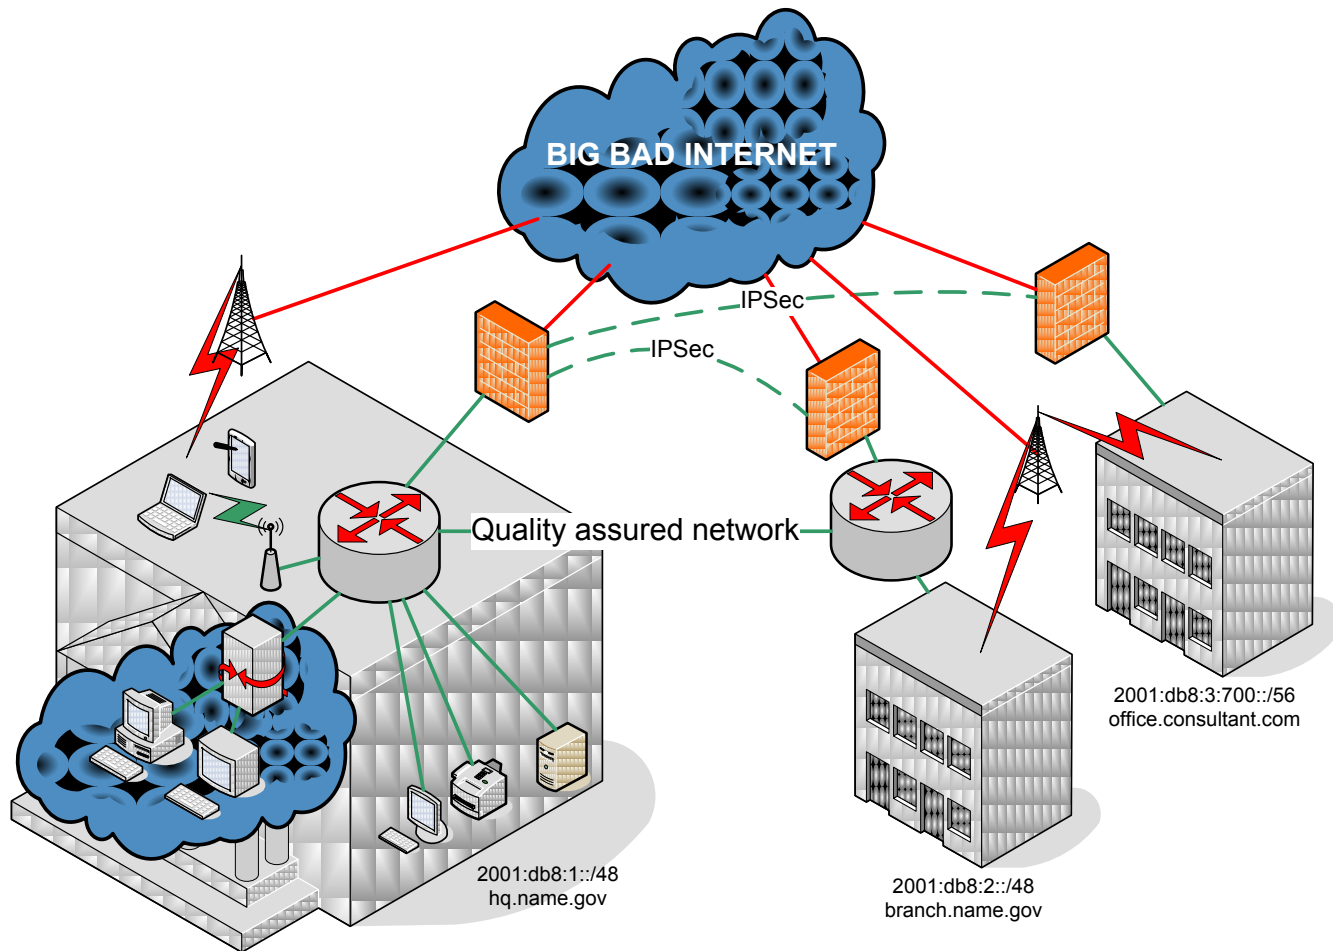 BIG BAD INTERNET
IPSec
IPSec
Quality assured network
2001:db8:3:700::/56
office.consultant.com
2001:db8:1::/48
hq.name.gov
2001:db8:2::/48
branch.name.gov